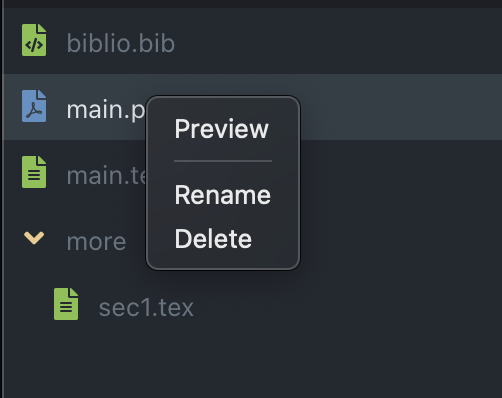 biblio.bib
main.p
Preview
main.te
Rename
more
Delete
sec1.tex